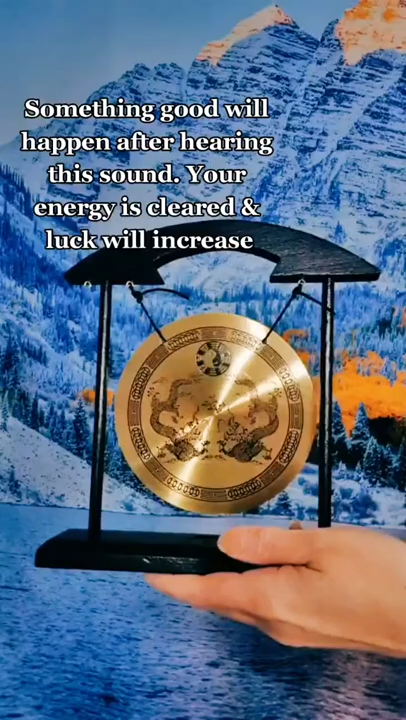 Something good will
happen after hearing
this sound. Your
energy is cleared &
luck will increase